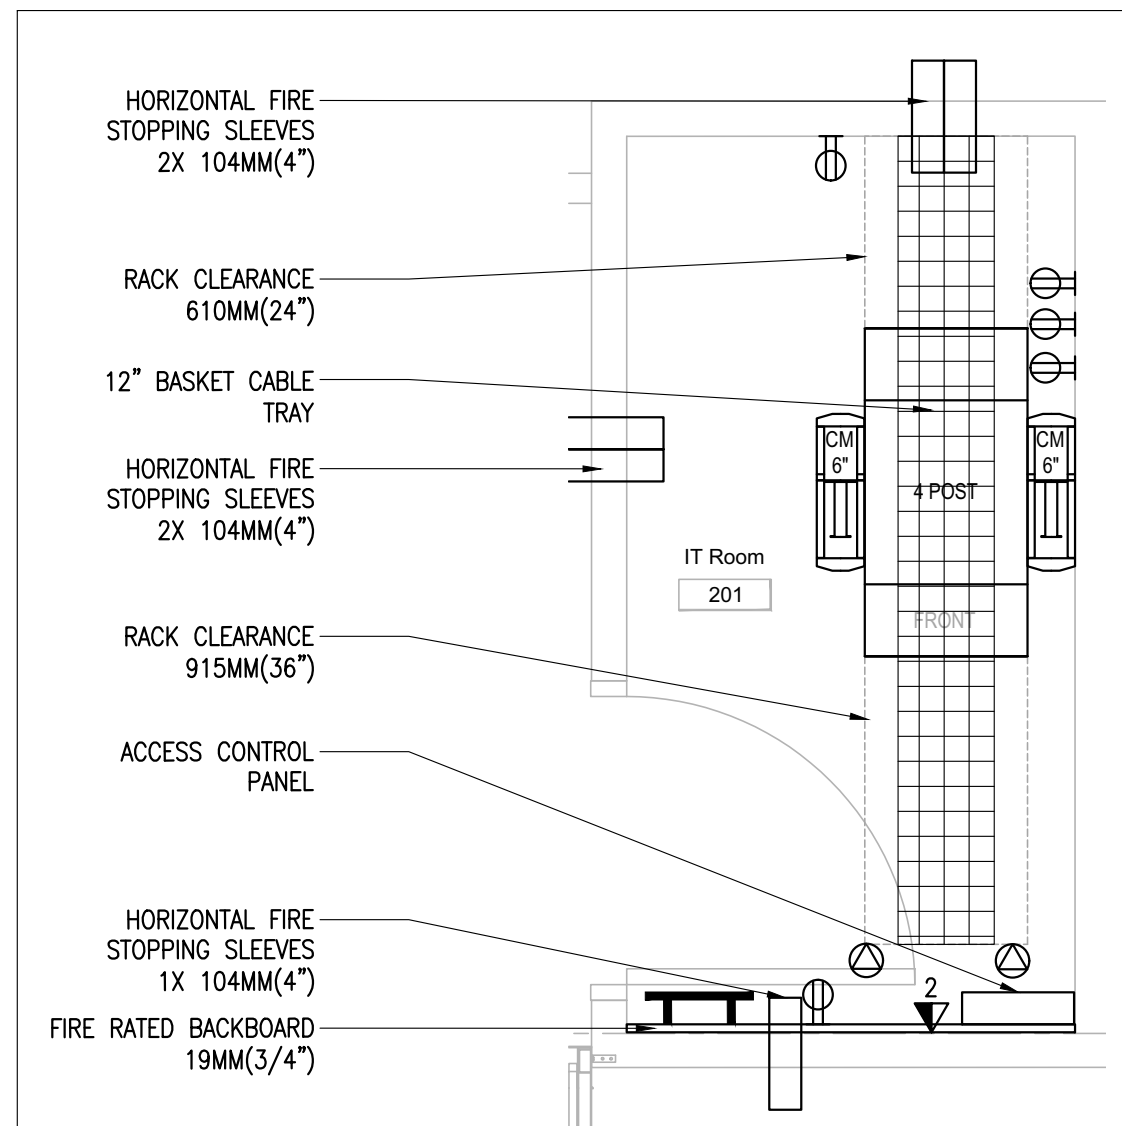 HORIZONTAL FIRE
STOPPING SLEEVES
2X 104MM(4”)
RACK CLEARANCE
610MM(24”)
12” BASKET CABLE
TRAY
HORIZONTAL FIRE
STOPPING SLEEVES
2X 104MM(4”)
CM
6"
4 POST
CM
6"
IT Room
201
FRONT
RACK CLEARANCE
915MM(36”)
ACCESS CONTROL
PANEL
HORIZONTAL FIRE
STOPPING SLEEVES
1X 104MM(4”)
2
FIRE RATED BACKBOARD
19MM(3/4”)